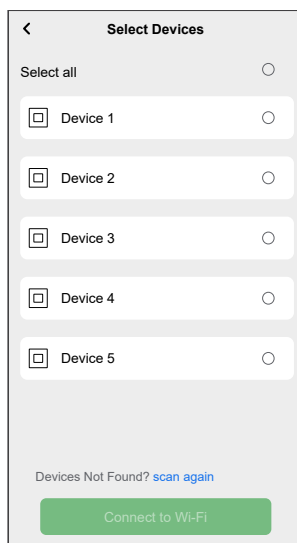 Select Devices
Select all
Device 1
Device 2
Device 3
Device 4
Device 5
Devices Not Found? scan again
Connect to Wi-Fi